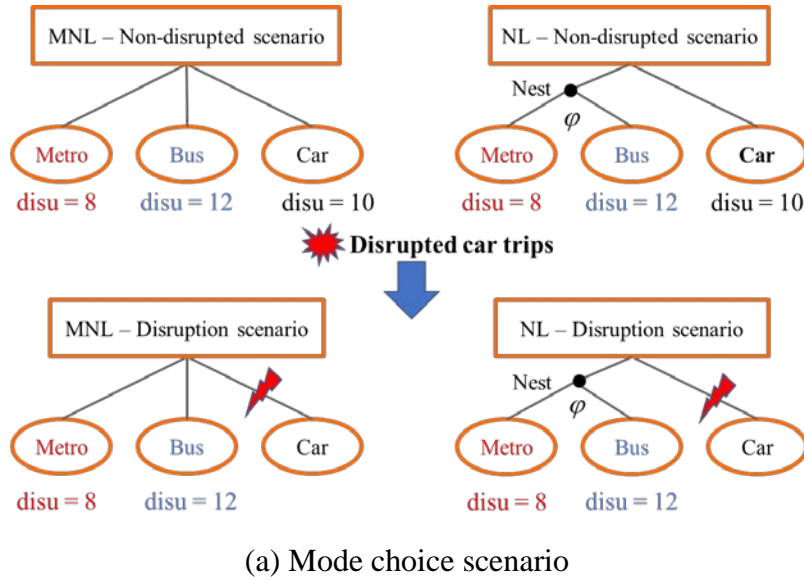 MNL – Non-disrupted scenario
NL – Non-disrupted scenario
Nest
φ
Metro Bus Car
Metro Bus Car
disu = 8 disu = 12 disu = 10
disu = 8 disu = 12 disu = 10
Disrupted car trips
MNL – Disruption scenario
NL – Disruption scenario
Nest
φ
Metro Bus Car
Metro Bus Car
disu = 8 disu = 12
disu = 8 disu = 12
(a) Mode choice scenario